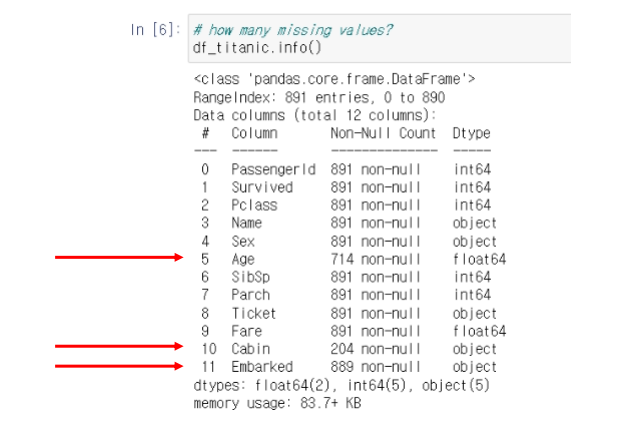 In [6]: # how many missing values?
df_titanic.info()
<class 'pandas.core.frame.DataFrame'>
RangeIndex: 891 entries, 0 to 890
Data columns (total 12 columns):
#   Column       Non-Null Count  Dtype
---  ------       --------------  -----
0   PassengerId  891 non-null    int64
1   Survived     891 non-null    int64
2   Pclass       891 non-null    int64
3   Name         891 non-null    object
4   Sex          891 non-null    object
5   Age          714 non-null    float64
6   SibSp        891 non-null    int64
7   Parch        891 non-null    int64
8   Ticket       891 non-null    object
9   Fare         891 non-null    float64
10  Cabin        204 non-null    object
11  Embarked     889 non-null    object
dtypes: float64(2), int64(5), object(5)
memory usage: 83.7+ KB